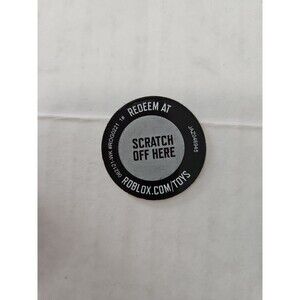 REDEEM AT
SCRATCH
OFF HERE
ROBLOX.COM/TOYS